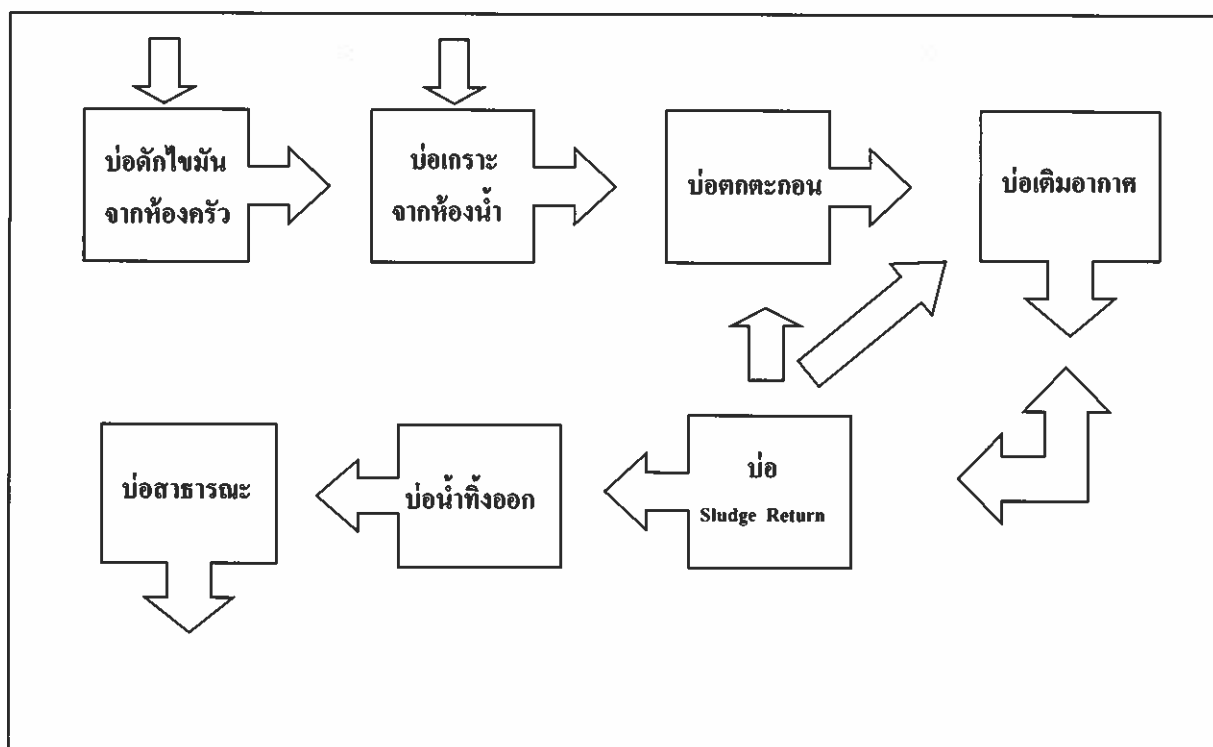 บ่อดักไขมัน
จากห้องครัว
บ่อเกราะ
จากห้องน้ำ
บ่อตกตะกอน
บ่อเติมอากาศ
บ่อสาธารณะ
บ่อน้ำทิ้งออก
บ่อ
Sludge Return